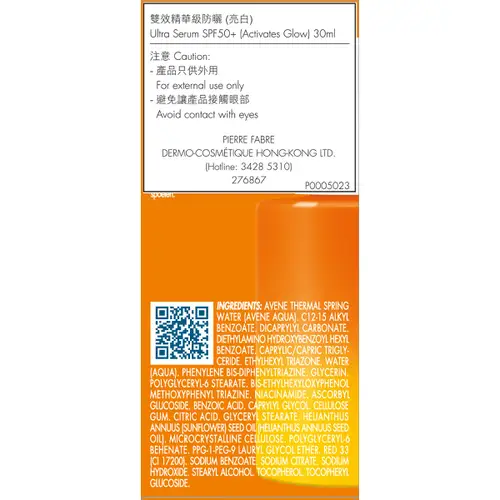 雙效精華級防曬 (亮白)
Ultra Serum SPF50+ (Activates Glow) 30ml
注意 Caution:
- 產品只供外用
For external use only
- 避免讓產品接觸眼部
Avoid contact with eyes
PIERRE FABRE
DERMO-COSMÉTIQUE HONG-KONG LTD.
(Hotline: 3428 5310)
276867
P0005023
INGREDIENTS: AVENE THERMAL SPRING
WATER (AVENE AQUA). C12-15 ALKYL
BENZOATE. DICAPRYLYL CARBONATE.
DIETHYLAMINO HYDROXYBENZOYL HEXYL
BENZOATE. CAPRYLIC/CAPRIC TRIGLY-
CERIDE. ETHYLHEXYL TRIAZONE. WATER
(AQUA). PHENYLENE BIS-DIPHENYLTRIAZINE. GLYCERIN.
POLYGLYCERYL-6 STEARATE. BIS-ETHYLHEXYLOXYPHENOL
METHOXYPHENYL TRIAZINE. NIACINAMIDE. ASCORBYL
GLUCOSIDE. BENZOIC ACID. CAPRYLYL GLYCOL. CELLULOSE
GUM. CITRIC ACID. GLYCERYL STEARATE. HELIANTHUS
ANNUUS (SUNFLOWER) SEED OIL (HELIANTHUS ANNUUS SEED
OIL). MICROCRYSTALLINE CELLULOSE. POLYGLYCERYL-6
BEHENATE. PPG-1-PEG-9 LAURYL GLYCOL ETHER. RED 33
(CI 17200). SODIUM BENZOATE. SODIUM CITRATE. SODIUM
HYDROXIDE. STEARYL ALCOHOL. TOCOPHEROL. TOCOPHERYL
GLUCOSIDE.